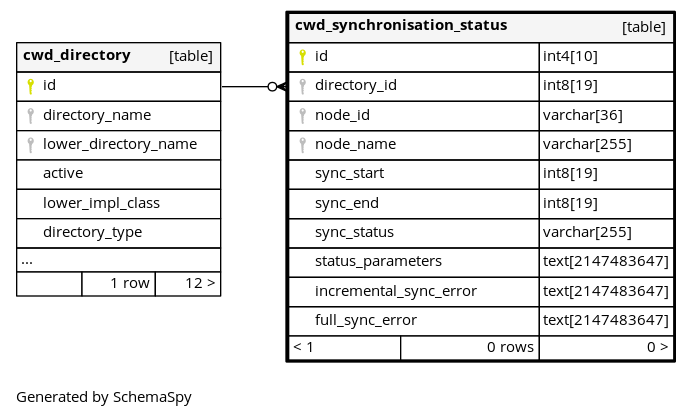 cwd_directory [table]
id
directory_name
lower_directory_name
active
lower_impl_class
directory_type
...
1 row 12 >
cwd_synchronisation_status [table]
id int4[10]
directory_id int8[19]
node_id varchar[36]
node_name varchar[255]
sync_start int8[19]
sync_end int8[19]
sync_status varchar[255]
status_parameters text[2147483647]
incremental_sync_error text[2147483647]
full_sync_error text[2147483647]
< 1 0 rows 0 >
Generated by SchemaSpy